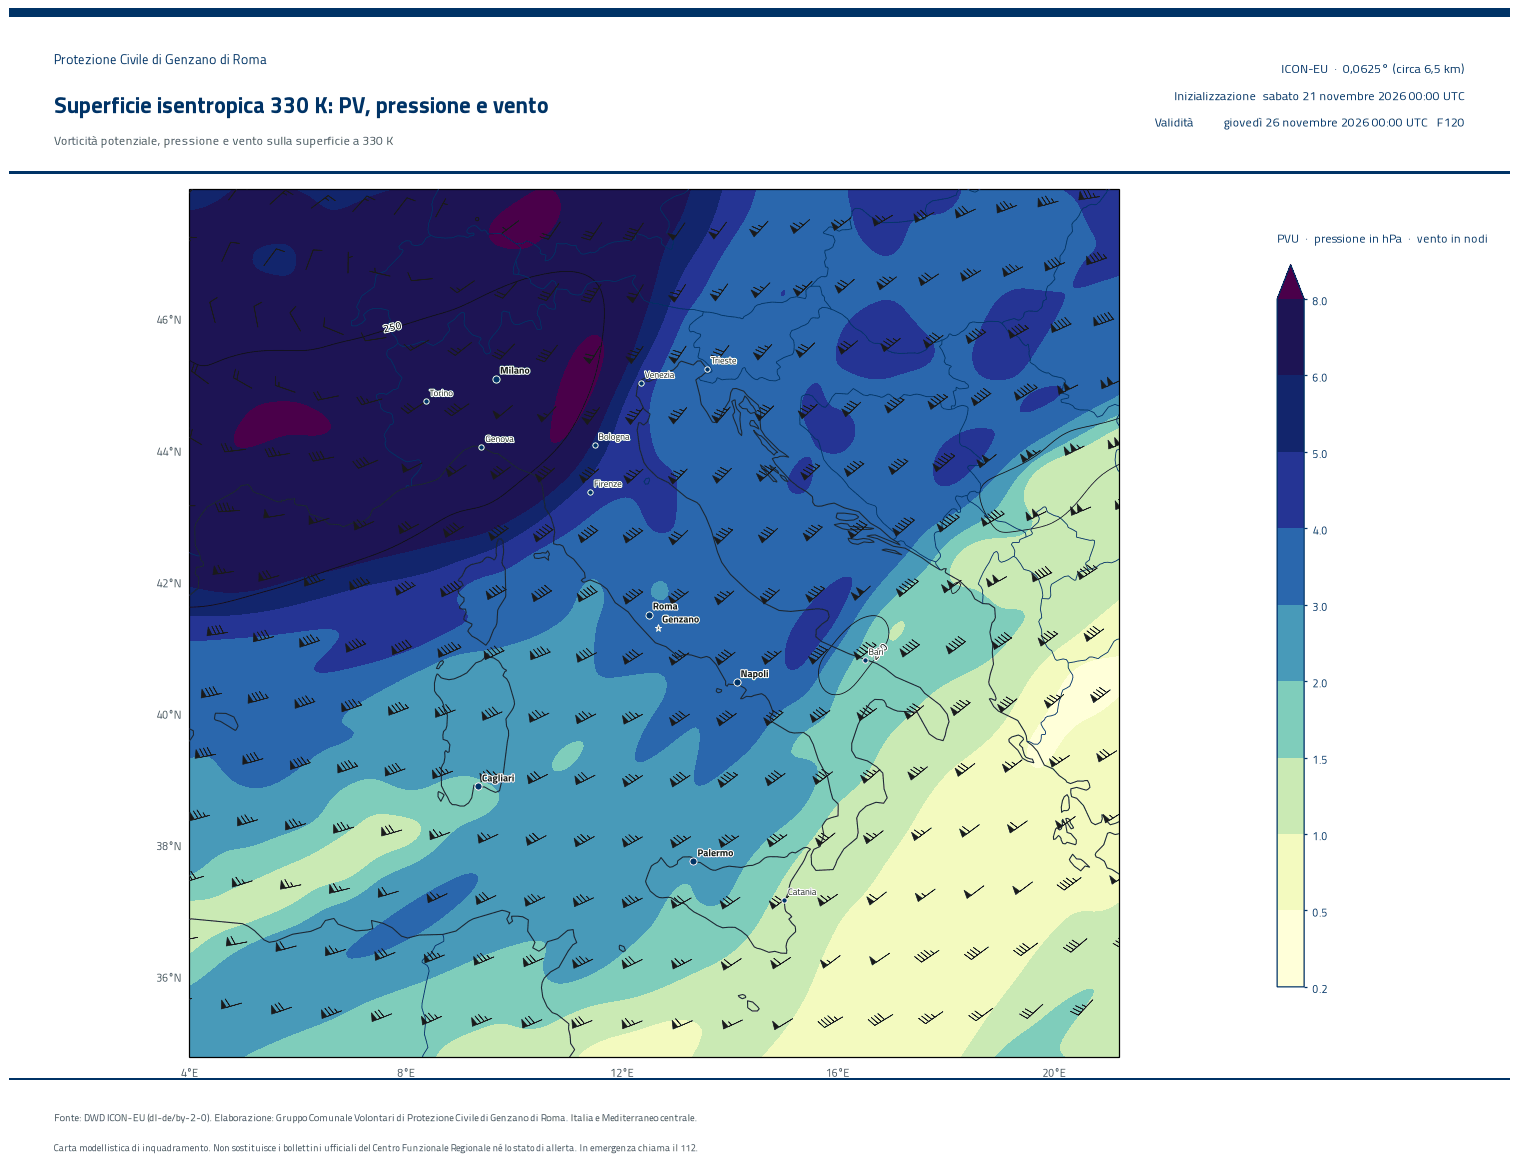 Protezione Civile di Genzano di Roma
Superficie isentropica 330 K: PV, pressione e vento
Vorticità potenziale, pressione e vento sulla superficie a 330 K
ICON-EU · 0,0625° (circa 6,5 km)
Inizializzazione sabato 21 novembre 2026 00:00 UTC
Validità giovedì 26 novembre 2026 00:00 UTC F120
PVU · pressione in hPa · vento in nodi
8.0
6.0
5.0
4.0
3.0
2.0
1.5
1.0
0.5
0.2
46°N
44°N
42°N
40°N
38°N
36°N
4°E
8°E
12°E
16°E
20°E
250
Milano
Torino
Genova
Venezia
Trieste
Bologna
Firenze
Roma
Genzano
Napoli
Bari
Cagliari
Palermo
Catania
Fonte: DWD ICON-EU (dl-de/by-2-0). Elaborazione: Gruppo Comunale Volontari di Protezione Civile di Genzano di Roma. Italia e Mediterraneo centrale.
Carta modellistica di inquadramento. Non sostituisce i bollettini ufficiali del Centro Funzionale Regionale né lo stato di allerta. In emergenza chiama il 112.